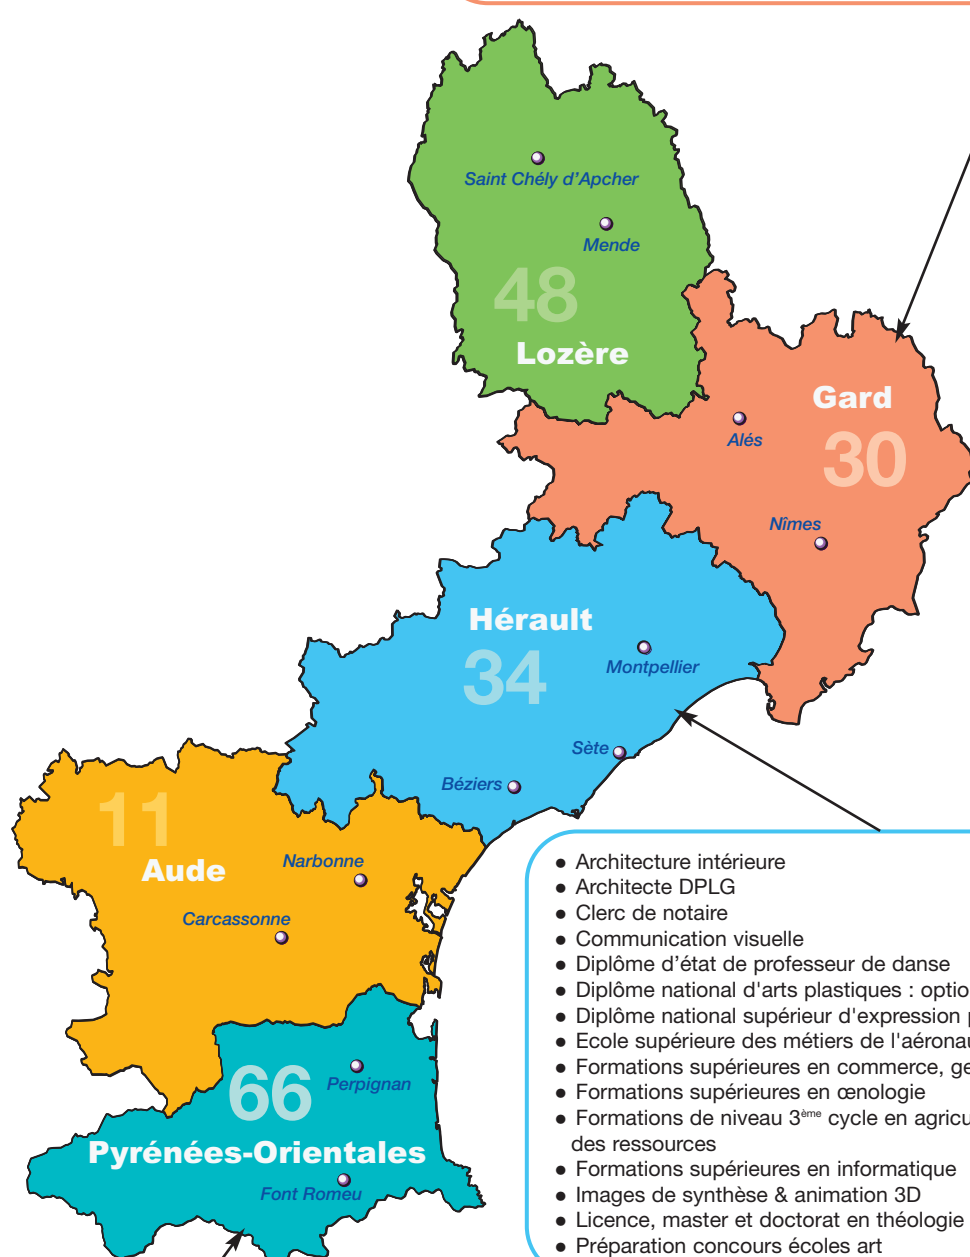 Saint Chély d'Apcher
Mende
48
Lozère
Gard
Alés
30
Nîmes
Hérault
34
Montpellier
Sète
Béziers
11
Aude
Narbonne
Carcassonne
66
Perpignan
Pyrénées-Orientales
Font Romeu
● Architecture intérieure
● Architecte DPLG
● Clerc de notaire
● Communication visuelle
● Diplôme d'état de professeur de danse
● Diplôme national d'arts plastiques : optio
● Diplôme national supérieur d'expression p
● Ecole supérieure des métiers de l'aéronau
● Formations supérieures en commerce, ge
● Formations supérieures en œnologie
● Formations de niveau 3ème cycle en agricu
des ressources
● Formations supérieures en informatique
● Images de synthèse & animation 3D
● Licence, master et doctorat en théologie
● Préparation concours écoles art